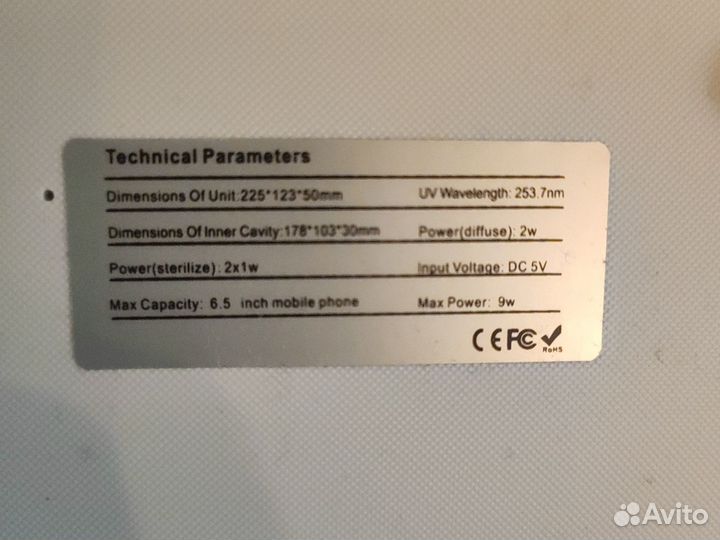 Technical Parameters
Dimensions Of Unit:225*123*50mm UV Wavelength: 253.7nm
Dimensions Of Inner Cavity:178*103*30mm Power(diffuse): 2w
Power(sterilize): 2x1w Input Voltage: DC 5V
Max Capacity: 6.5 inch mobile phone Max Power: 9w
CE FC RoHS
Avito